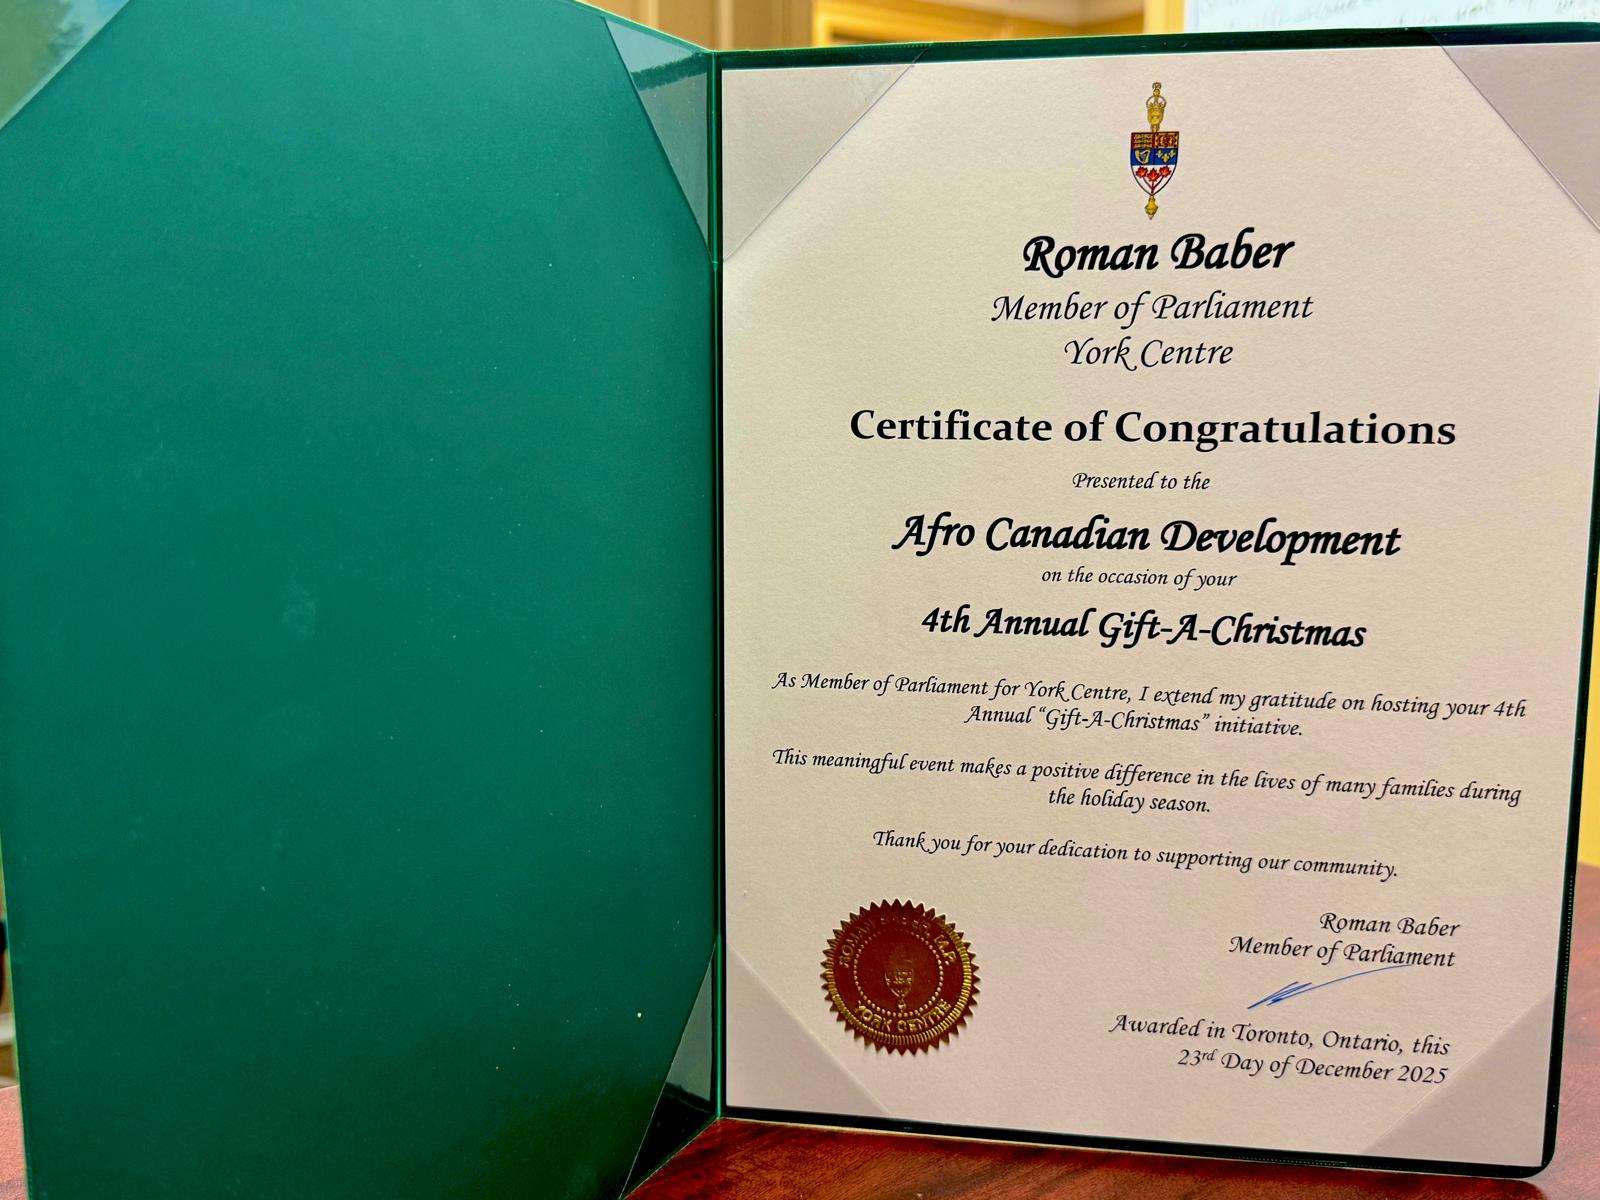 Roman Baber
Member of Parliament
York Centre
Certificate of Congratulations
Presented to the
Afro Canadian Development
on the occasion of your
4th Annual Gift-A-Christmas
As Member of Parliament for York Centre, I extend my gratitude on hosting your 4th
Annual “Gift-A-Christmas” initiative.
This meaningful event makes a positive difference in the lives of many families during
the holiday season.
Thank you for your dedication to supporting our community.
ROMAN BABER, M.P.
YORK CENTRE
Roman Baber
Member of Parliament
Awarded in Toronto, Ontario, this
23rd Day of December 2025